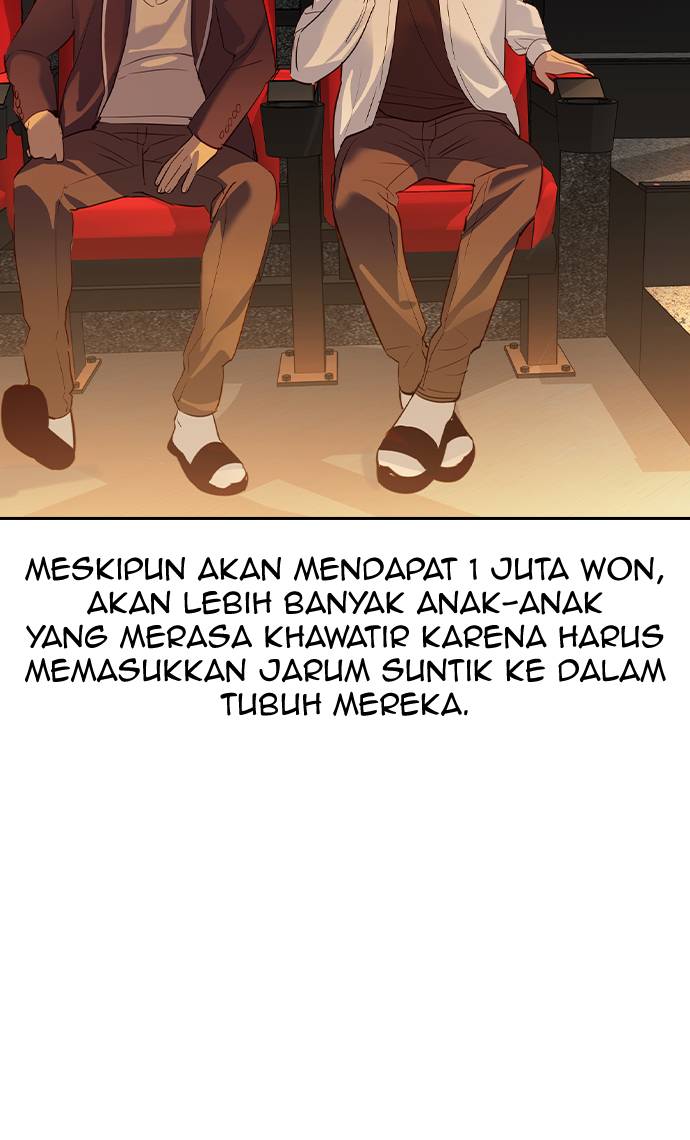 MESKIPUN AKAN MENDAPAT 1 JUTA WON,
AKAN LEBIH BANYAK ANAK-ANAK
YANG MERASA KHAWATIR KARENA HARUS
MEMASUKKAN JARUM SUNTIK KE DALAM
TUBUH MEREKA.